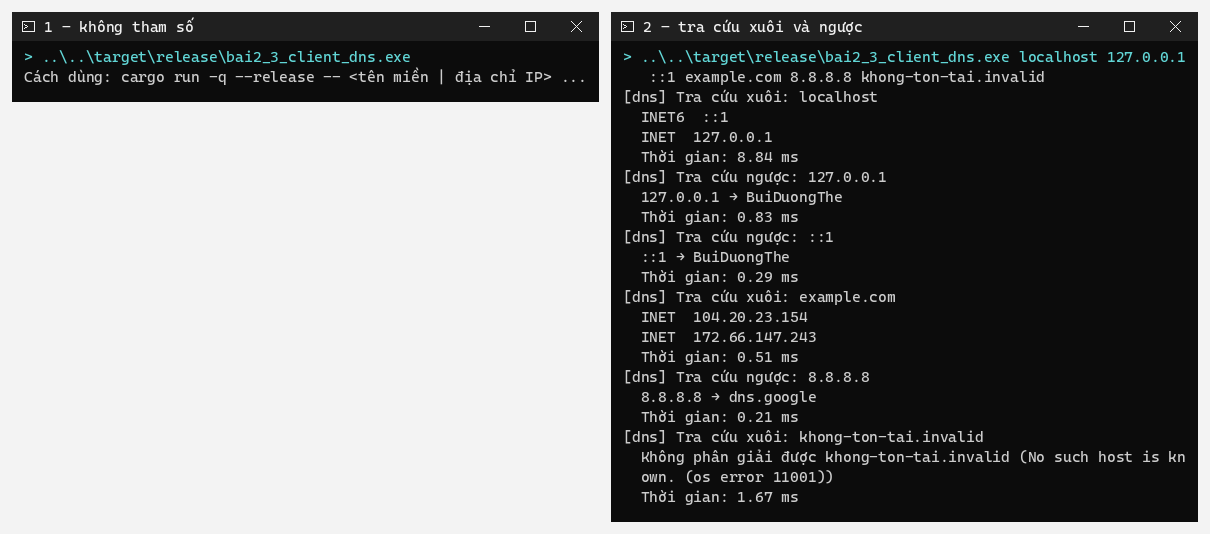 1 – không tham số
> ..\..\target\release\bai2_3_client_dns.exe
Cách dùng: cargo run -q --release -- <tên miền | địa chỉ IP> ...
2 – tra cứu xuôi và ngược
> ..\..\target\release\bai2_3_client_dns.exe localhost 127.0.0.1
::1 example.com 8.8.8.8 khong-ton-tai.invalid
[dns] Tra cứu xuôi: localhost
INET6  ::1
INET  127.0.0.1
Thời gian: 8.84 ms
[dns] Tra cứu ngược: 127.0.0.1
127.0.0.1 → BuiDuongThe
Thời gian: 0.83 ms
[dns] Tra cứu ngược: ::1
::1 → BuiDuongThe
Thời gian: 0.29 ms
[dns] Tra cứu xuôi: example.com
INET  104.20.23.154
INET  172.66.147.243
Thời gian: 0.51 ms
[dns] Tra cứu ngược: 8.8.8.8
8.8.8.8 → dns.google
Thời gian: 0.21 ms
[dns] Tra cứu xuôi: khong-ton-tai.invalid
Không phân giải được khong-ton-tai.invalid (No such host is kn
own. (os error 11001))
Thời gian: 1.67 ms